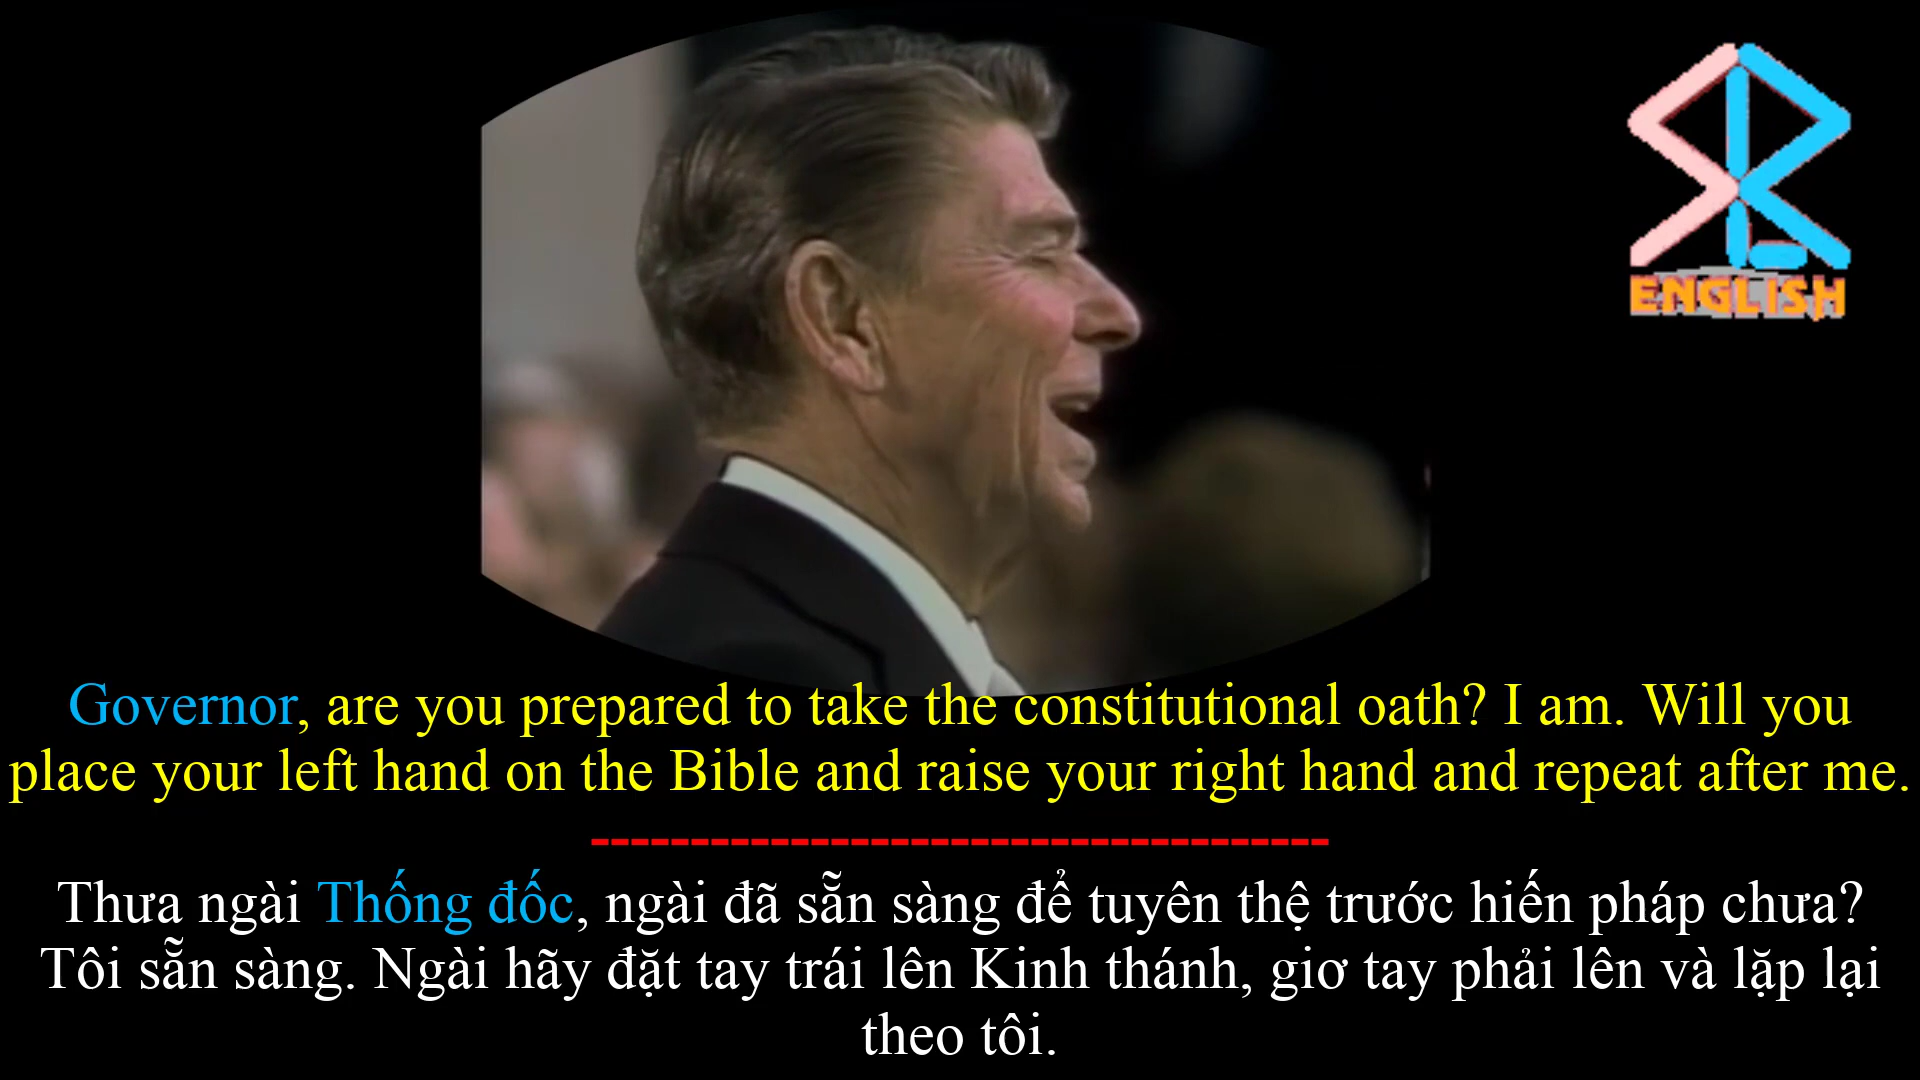 ENGLISH
Governor, are you prepared to take the constitutional oath? I am. Will you
place your left hand on the Bible and raise your right hand and repeat after me.
-------------------------------------
Thưa ngài Thống đốc, ngài đã sẵn sàng để tuyên thệ trước hiến pháp chưa?
Tôi sẵn sàng. Ngài hãy đặt tay trái lên Kinh thánh, giơ tay phải lên và lặp lại
theo tôi.